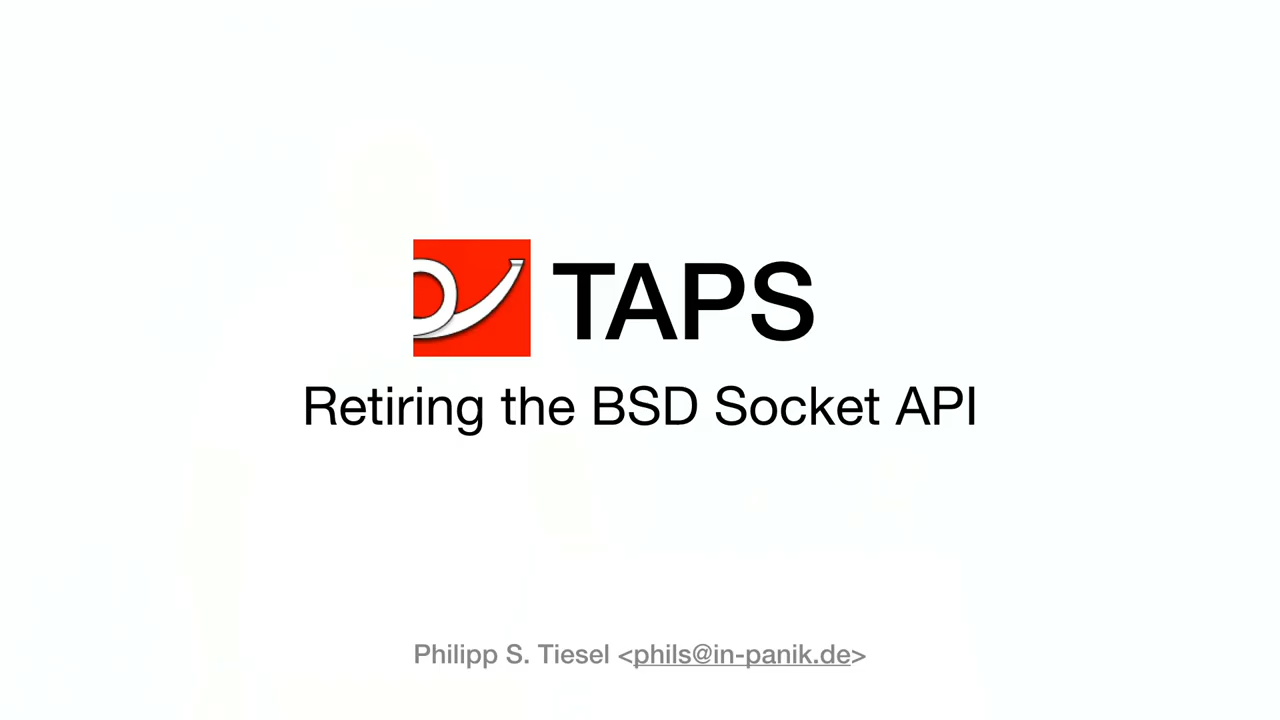 TAPS
Retiring the BSD Socket API
Philipp S. Tiesel <phils@in-panik.de>